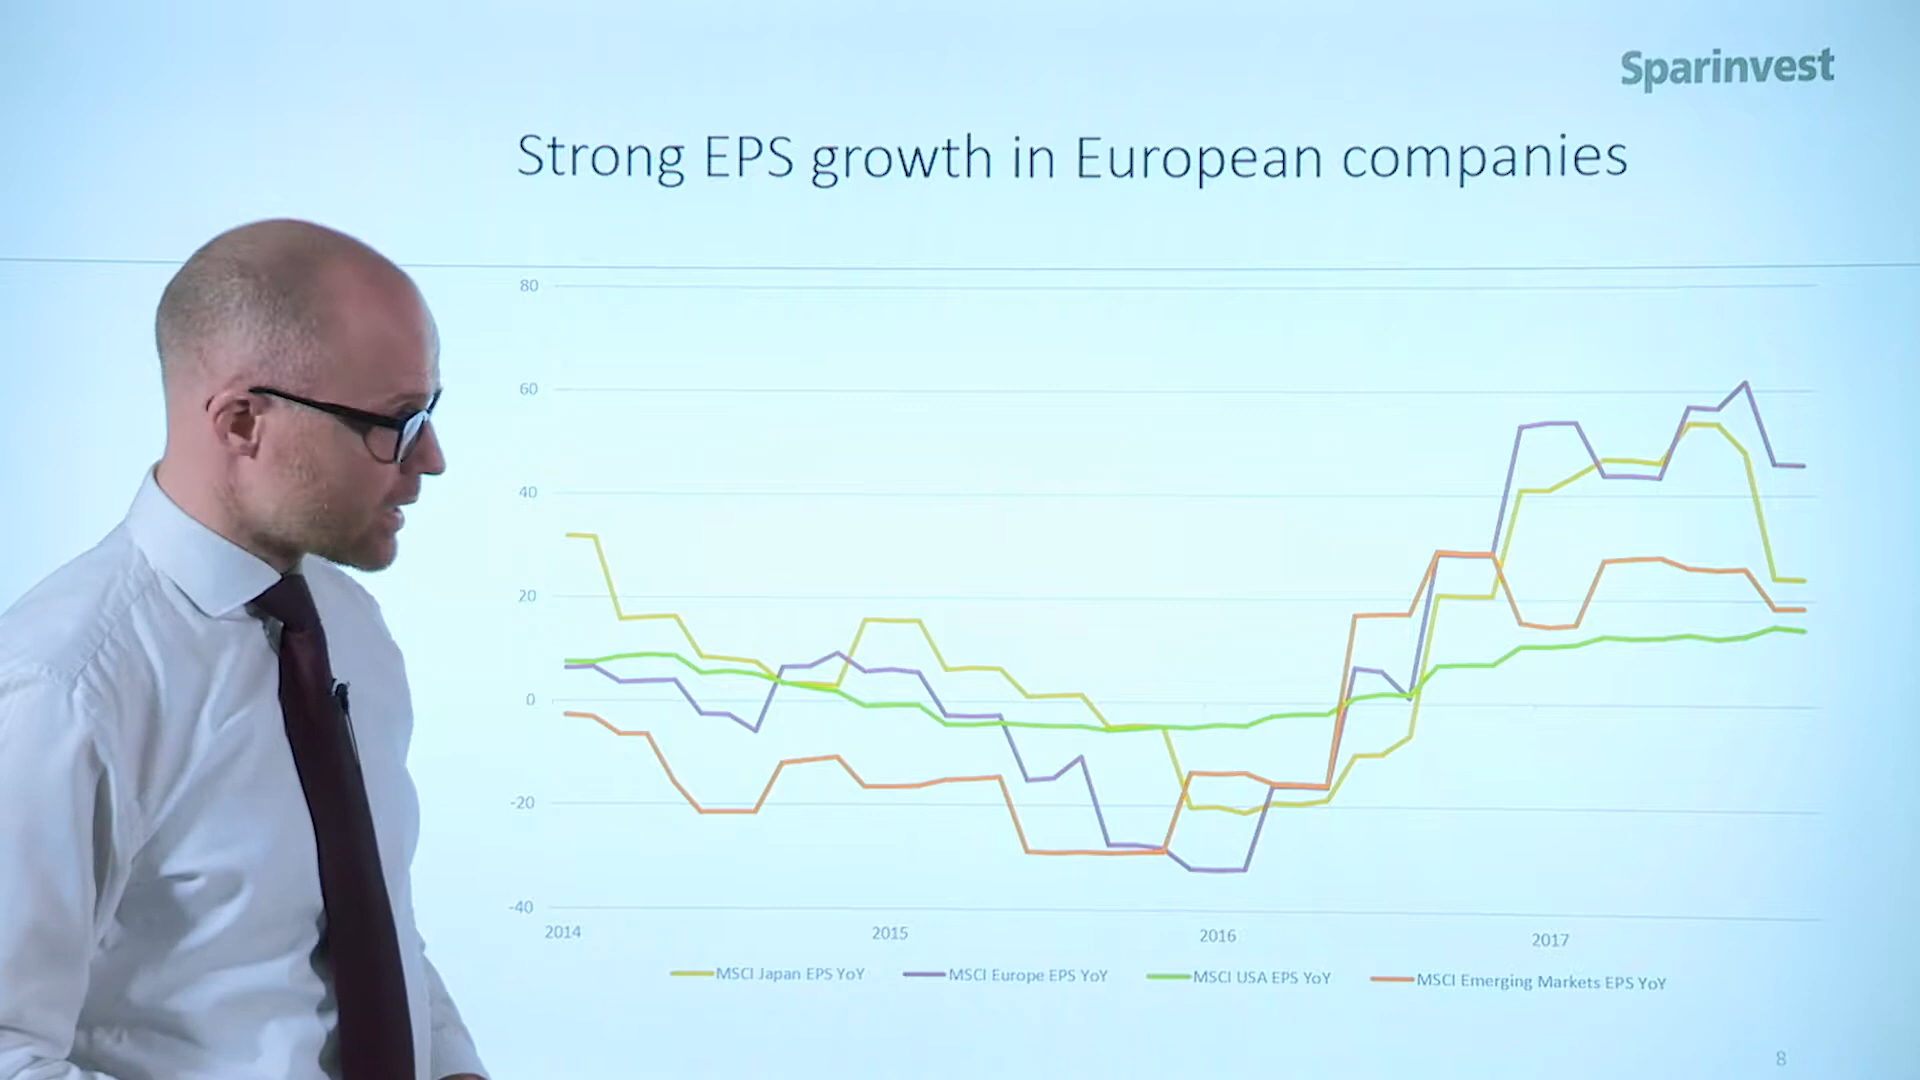 Sparinvest
Strong EPS growth in European companies
80
60
40
20
0
-20
-40
2014 2015 2016 2017
MSCI Japan EPS YoY MSCI Europe EPS YoY MSCI USA EPS YoY MSCI Emerging Markets EPS YoY
8